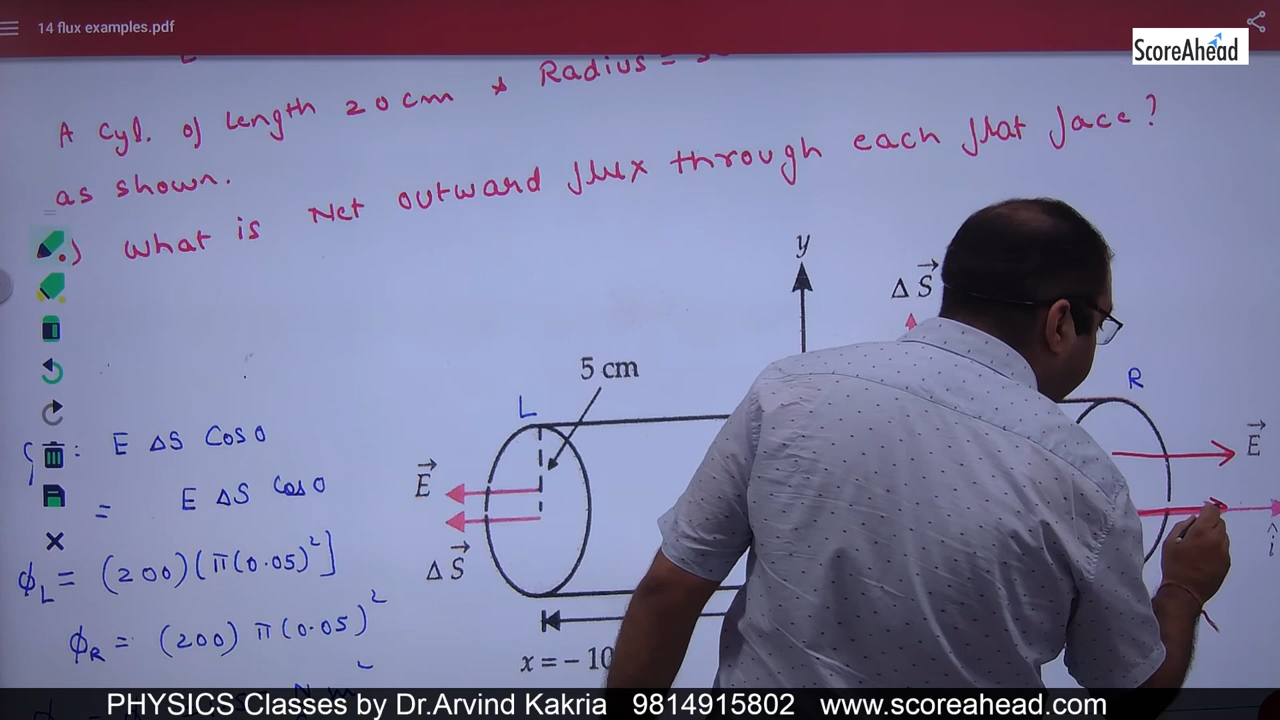 14 flux examples.pdf
ScoreAhead
A Cyl. of length 20 cm & Radius =
as shown.
) What is Net outward flux through each flat face?
y
Δ S
5 cm
L
R
E
E
ϕ : E ΔS Cos 0
= E ΔS Cos 0
Δ S
î
ϕL = (200)(π(0.05)²]
ϕR = (200) π(0.05)²
x = – 10
PHYSICS Classes by Dr.Arvind Kakria 9814915802 www.scoreahead.com